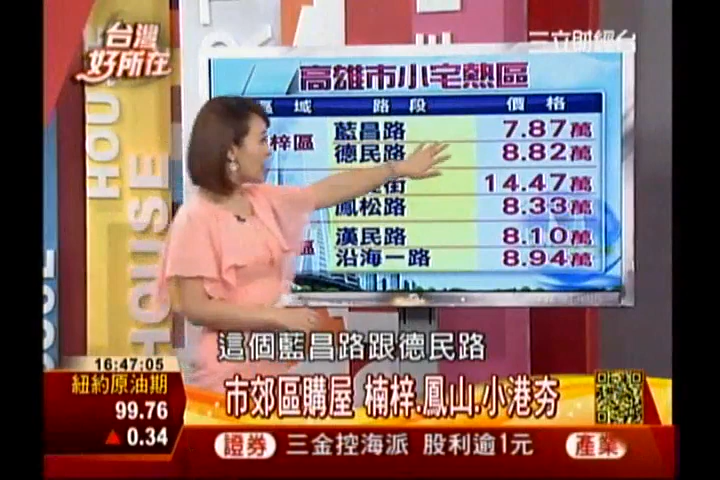 台灣
好所在
三立財經台
高雄市小宅熱區
區域 路段 價格
梓區 藍昌路 7.87萬
德民路 8.82萬
街 14.47萬
鳳松路 8.33萬
區 漢民路 8.10萬
沿海一路 8.94萬
HOU
HOUSE
這個藍昌路跟德民路
16:47:05
紐約原油期
99.76
▲0.34
市郊區購屋 楠梓.鳳山.小港夯
證券 三金控海派 股利逾1元 產業